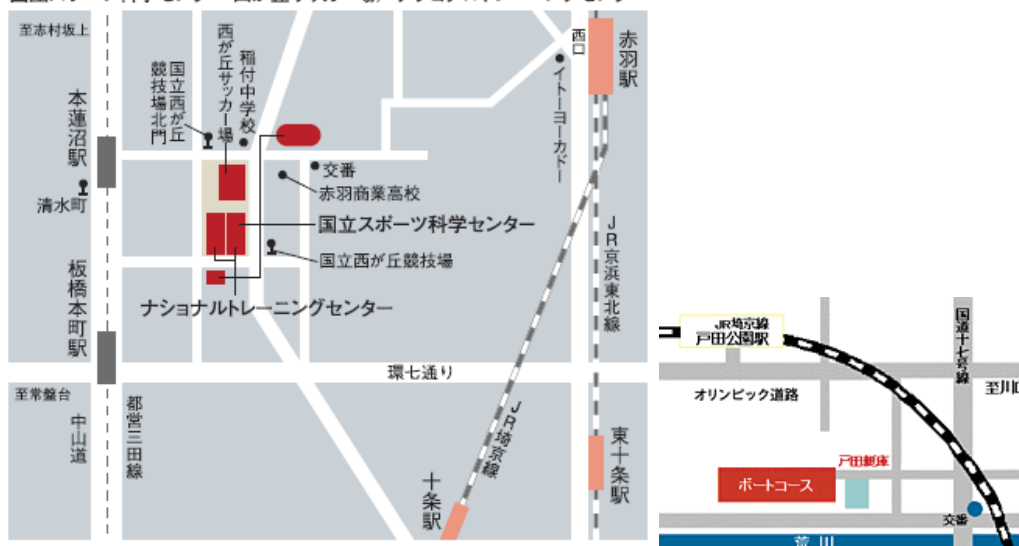 至志村坂上
本蓮沼駅
清水町
板橋本町駅
至常盤台
中山道
都営三田線
国立西が丘
競技場北門
西が丘サッカー場
稲付中学校
交番
赤羽商業高校
国立スポーツ科学センター
国立西が丘競技場
ナショナルトレーニングセンター
環七通り
西口
赤羽駅
イトーヨーカドー
JR京浜東北線
JR埼京線
十条駅
東十条駅
JR埼京線
戸田公園駅
国道十七号線
オリンピック道路
至川口
戸田艇庫
ボートコース
交番
荒川